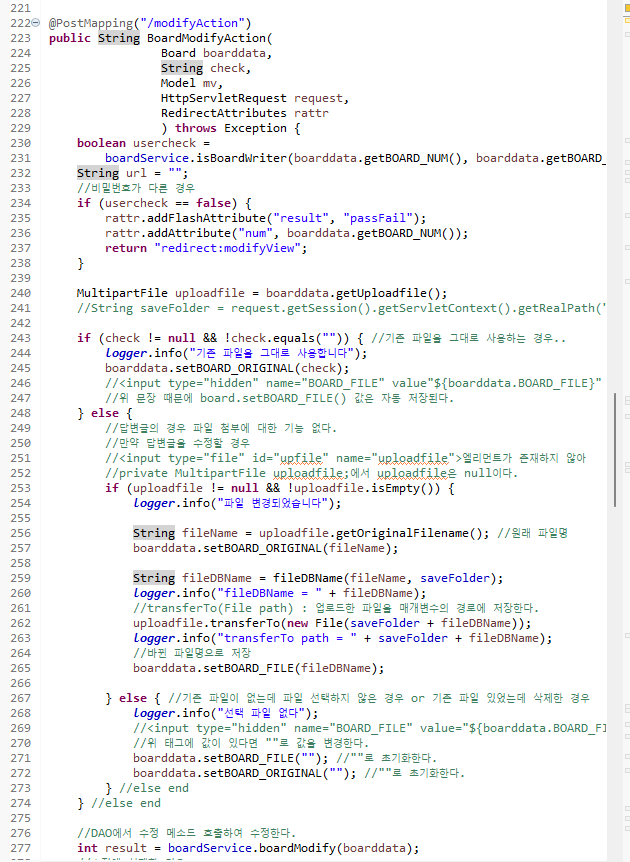 221
222 @PostMapping("/modifyAction")
223 public String BoardModifyAction(
224 Board boarddata,
225 String check,
226 Model mv,
227 HttpServletRequest request,
228 RedirectAttributes rattr
229 ) throws Exception {
230 boolean usercheck =
231 boardService.isBoardWriter(boarddata.getBOARD_NUM(), boarddata.getBOARD_
232 String url = "";
233 //비밀번호가 다른 경우
234 if (usercheck == false) {
235 rattr.addFlashAttribute("result", "passFail");
236 rattr.addAttribute("num", boarddata.getBOARD_NUM());
237 return "redirect:modifyView";
238 }
239
240 MultipartFile uploadfile = boarddata.getUploadfile();
241 //String saveFolder = request.getSession().getServletContext().getRealPath("
242
243 if (check != null && !check.equals("")) { //기존 파일을 그대로 사용하는 경우..
244 logger.info("기존 파일을 그대로 사용합니다");
245 boarddata.setBOARD_ORIGINAL(check);
246 //<input type="hidden" name="BOARD_FILE" value"${boarddata.BOARD_FILE}"
247 //위 문장 때문에 board.setBOARD_FILE() 값은 자동 저장된다.
248 } else {
249 //답변글의 경우 파일 첨부에 대한 기능 없다.
250 //만약 답변글을 수정할 경우
251 //<input type="file" id="upfile" name="uploadfile">엘리먼트가 존재하지 않아
252 //private MultipartFile uploadfile;에서 uploadfile은 null이다.
253 if (uploadfile != null && !uploadfile.isEmpty()) {
254 logger.info("파일 변경되었습니다");
255
256 String fileName = uploadfile.getOriginalFilename(); //원래 파일명
257 boarddata.setBOARD_ORIGINAL(fileName);
258
259 String fileDBName = fileDBName(fileName, saveFolder);
260 logger.info("fileDBName = " + fileDBName);
261 //transferTo(File path) : 업로드한 파일을 매개변수의 경로에 저장한다.
262 uploadfile.transferTo(new File(saveFolder + fileDBName));
263 logger.info("transferTo path = " + saveFolder + fileDBName);
264 //바뀐 파일명으로 저장
265 boarddata.setBOARD_FILE(fileDBName);
266
267 } else { //기존 파일이 없는데 파일 선택하지 않은 경우 or 기존 파일 있었는데 삭제한 경우
268 logger.info("선택 파일 없다");
269 //<input type="hidden" name="BOARD_FILE" value="${boarddata.BOARD_FI
270 //위 태그에 값이 있다면 ""로 값을 변경한다.
271 boarddata.setBOARD_FILE(""); //""로 초기화한다.
272 boarddata.setBOARD_ORIGINAL(""); //""로 초기화한다.
273 } //else end
274 } //else end
275
276 //DAO에서 수정 메소드 호출하여 수정한다.
277 int result = boardService.boardModify(boarddata);